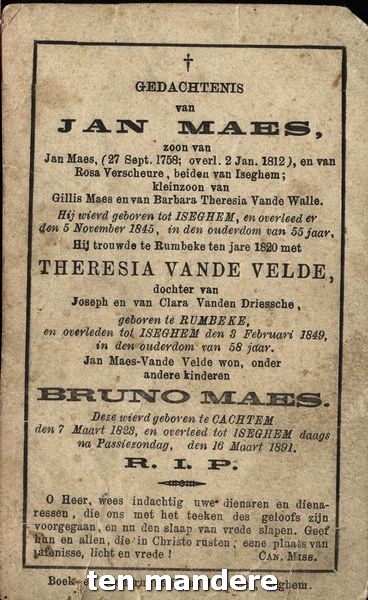 †
GEDACHTENIS
van
JAN MAES,
zoon van
Jan Maes, (27 Sept. 1758; overl. 2 Jan. 1812), en van
Rosa Verscheure, beiden van Iseghem;
kleinzoon van
Gillis Maes en van Barbara Theresia Vande Walle.
Hij wierd geboren tot ISEGHEM, en overleed er
den 5 November 1845, in den ouderdom van 55 jaar.
Hij trouwde te Rumbeke ten jare 1820 met
THERESIA VANDE VELDE,
dochter van
Joseph en van Clara Vanden Driessche,
geboren te RUMBEKE,
en overleden tot ISEGHEM den 3 Februari 1849,
in den ouderdom van 58 jaar.
Jan Maes-Vande Velde won, onder
andere kinderen
BRUNO MAES.
Deze wierd geboren te CACHTEM
den 7 Maart 1828, en overleed tot ISEGHEM daags
na Passiezondag, den 16 Maart 1891.
R. I. P.
O Heer, wees indachtig uwe dienaren en diena-
ressen, die ons met het teeken des geloofs zijn
voorgegaan, en nu den slaap van vrede slapen. Geef
hun en allen, die in Christo rusten, eene plaats van
lafenisse, licht en vrede! CAN. MISS.
Boek-
ten mandere